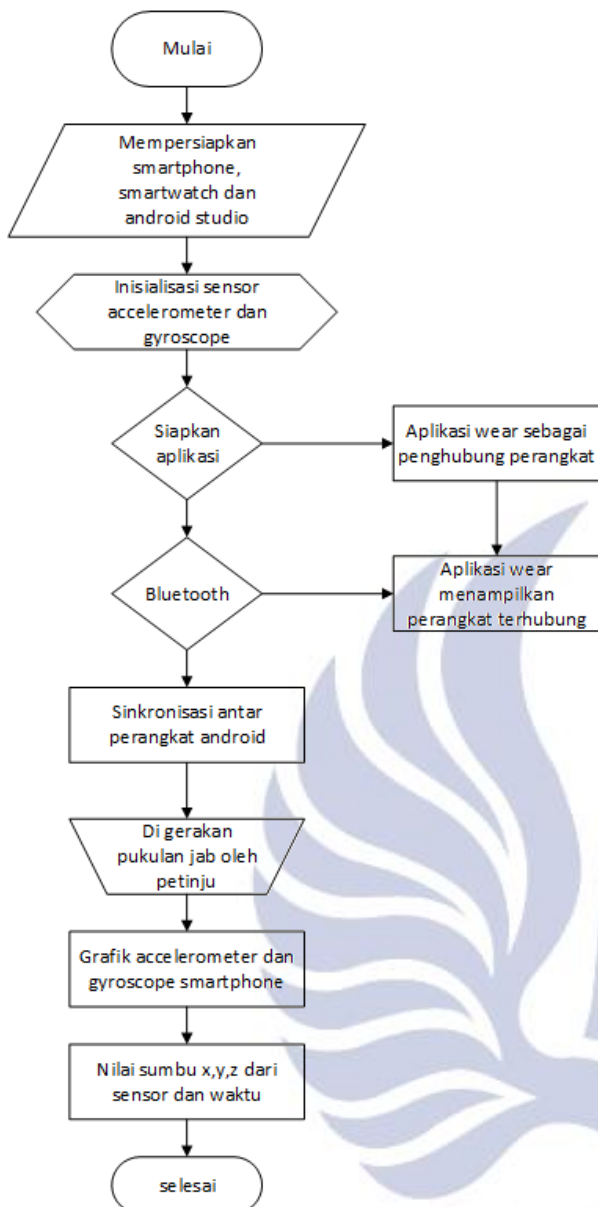 Mulai
Mempersiapkan
smartphone,
smartwatch dan
android studio
Inisialisasi sensor
accelerometer dan
gyroscope
Siapkan
aplikasi
Aplikasi wear sebagai
penghubung perangkat
Bluetooth
Aplikasi wear
menampilkan
perangkat terhubung
Sinkronisasi antar
perangkat android
Di gerakan
pukulan jab oleh
petinju
Grafik accelerometer dan
gyroscope smartphone
Nilai sumbu x,y,z dari
sensor dan waktu
selesai